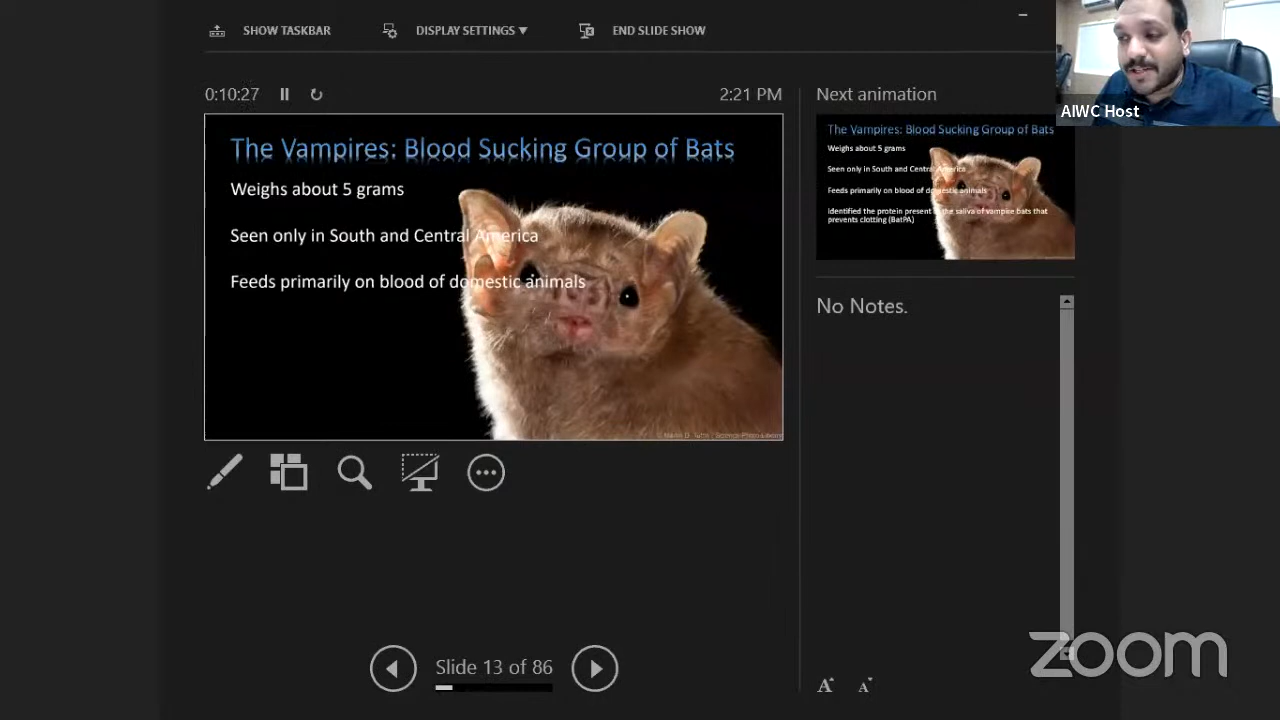 SHOW TASKBAR
DISPLAY SETTINGS ▼
END SLIDE SHOW
AIWC Host
0:10:27
2:21 PM
Next animation
The Vampires: Blood Sucking Group of Bats
Weighs about 5 grams
Seen only in South and Central America
Feeds primarily on blood of domestic animals
The Vampires: Blood Sucking Group of Bats
Weighs about 5 grams
Seen only in South and Central America
Feeds primarily on blood of domestic animals
Identified the protein present in the saliva of vampire bats that
prevents clotting (BatPA)
No Notes.
Slide 13 of 86
A A
zoom